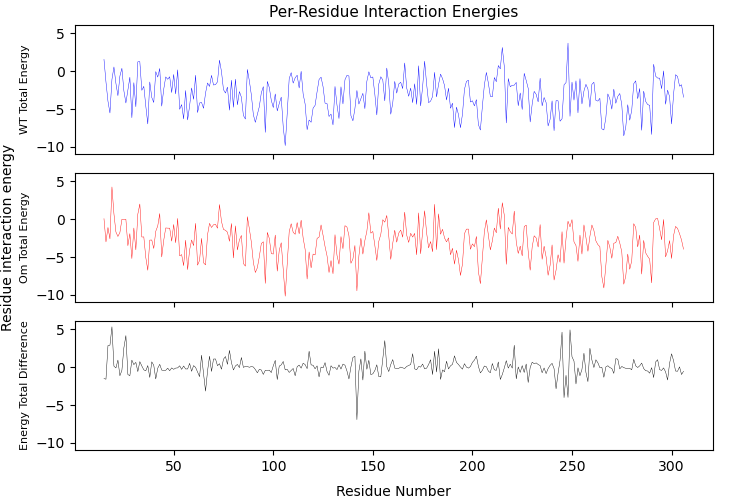 Per-Residue Interaction Energies
Residue interaction energy
WT Total Energy
5
0
−5
−10
Om Total Energy
5
0
−5
−10
Energy Total Difference
5
0
−5
−10
50 100 150 200 250 300
Residue Number